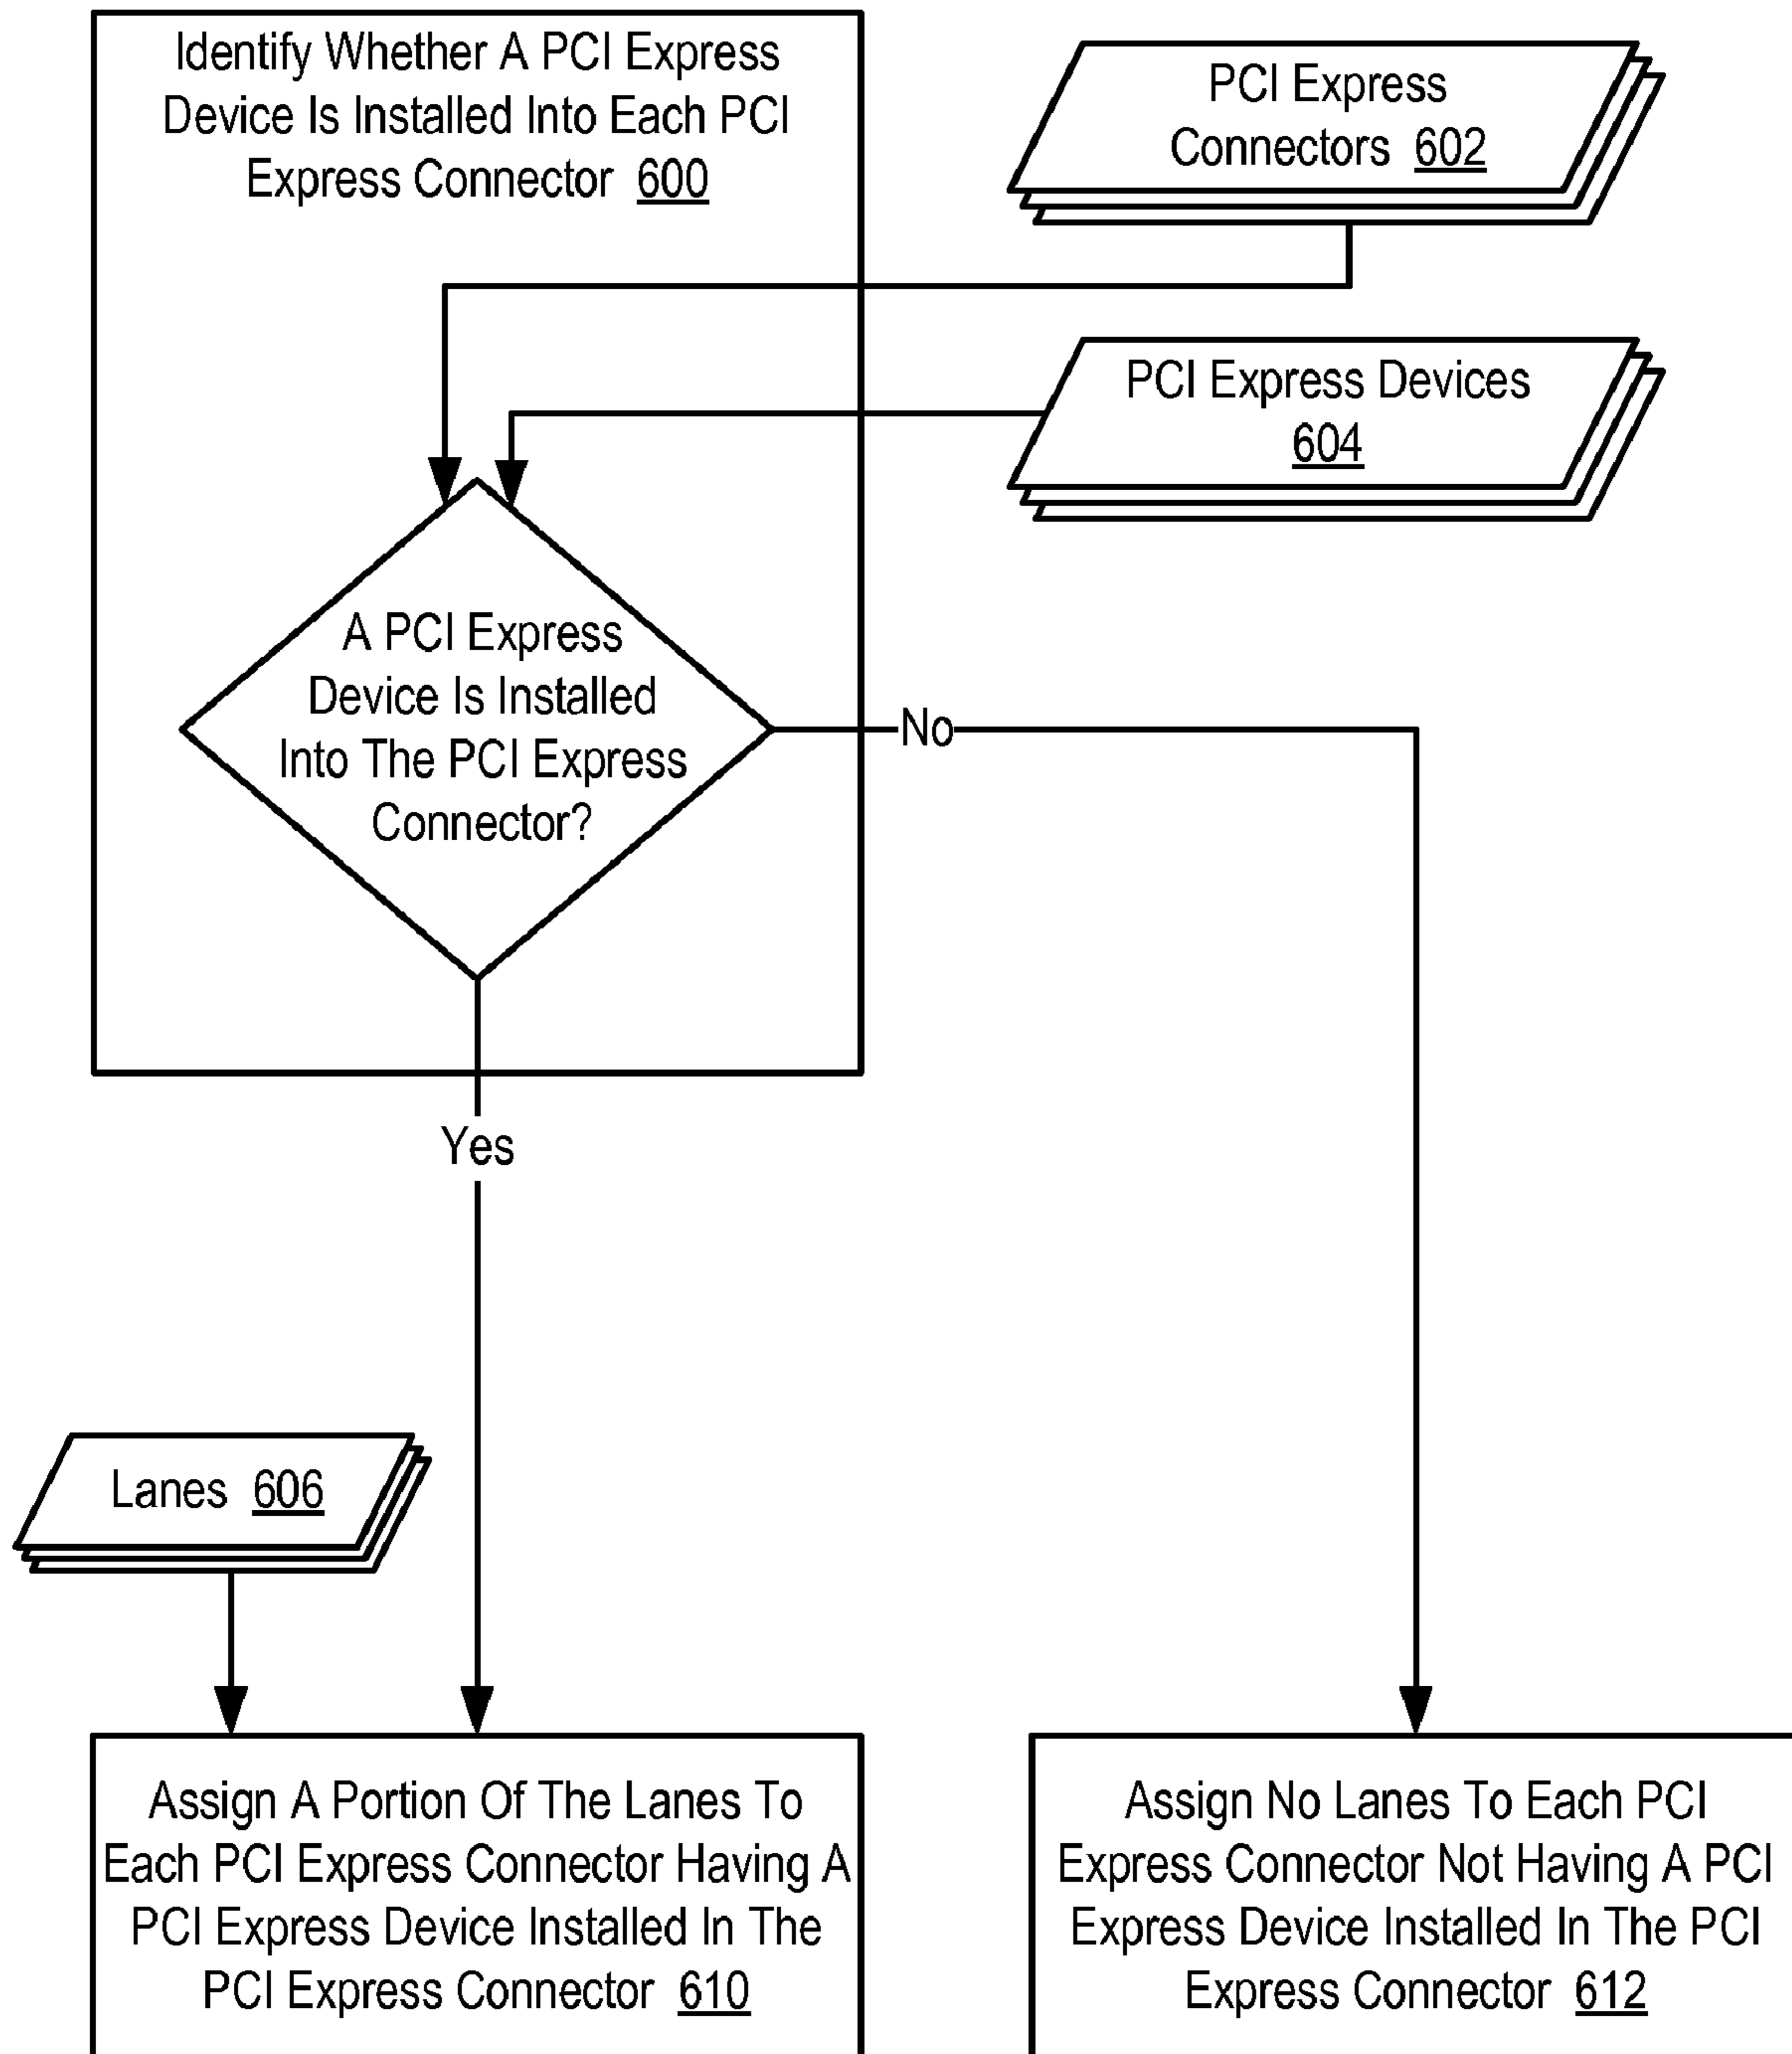 Identify Whether A PCI Express
Device Is Installed Into Each PCI
Express Connector 600
PCI Express
Connectors 602
PCI Express Devices
604
A PCI Express
Device Is Installed
Into The PCI Express
Connector?
No
Yes
Lanes 606
Assign A Portion Of The Lanes To
Each PCI Express Connector Having A
PCI Express Device Installed In The
PCI Express Connector 610
Assign No Lanes To Each PCI
Express Connector Not Having A PCI
Express Device Installed In The PCI
Express Connector 612